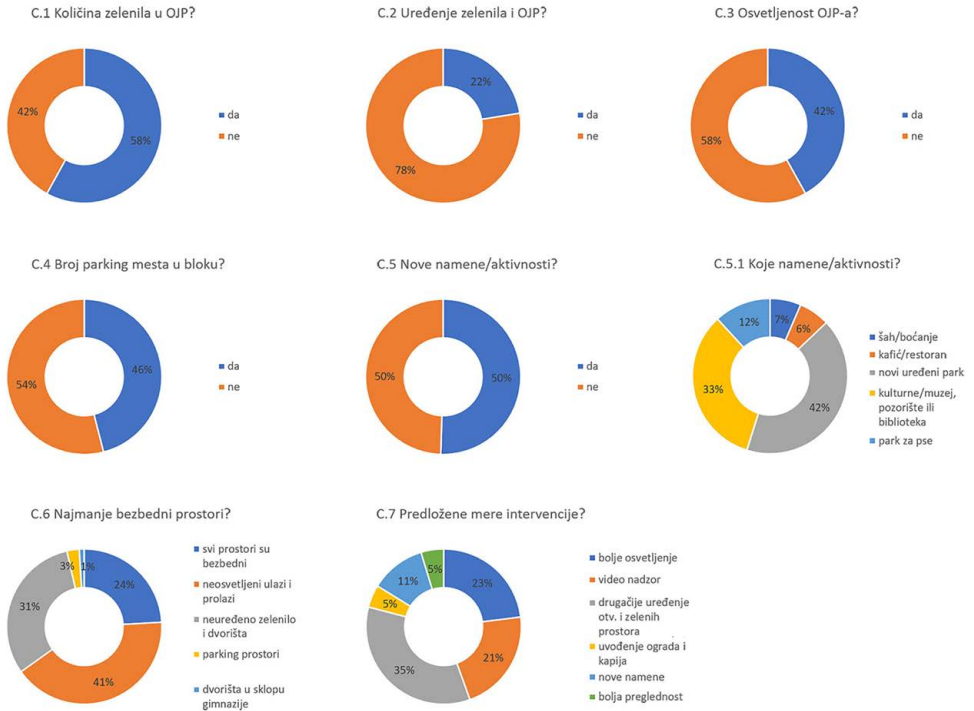 C.1 Količina zelenila u OJP?
42%
58%
da
ne
C.2 Uređenje zelenila i OJP?
22%
78%
da
ne
C.3 Osvetljenost OJP-a?
42%
58%
da
ne
C.4 Broj parking mesta u bloku?
54%
46%
da
ne
C.5 Nove namene/aktivnosti?
50%
50%
da
ne
C.5.1 Koje namene/aktivnosti?
12%
7%
6%
33%
42%
šah/boćanje
kafić/restoran
novi uređeni park
kulturne/muzej,
pozorište ili
biblioteka
park za pse
C.6 Najmanje bezbedni prostori?
3%
1%
24%
31%
41%
svi prostori su
bezbedni
neosvetljeni ulazi i
prolazi
neuređeno zelenilo
i dvorišta
parking prostori
dvorišta u sklopu
gimnazije
C.7 Predložene mere intervencije?
5%
11%
23%
5%
35%
21%
bolje osvetljenje
video nadzor
drugačije uređenje
otv. i zelenih
prostora
uvođenje ograda i
kapija
nove namene
bolja preglednost